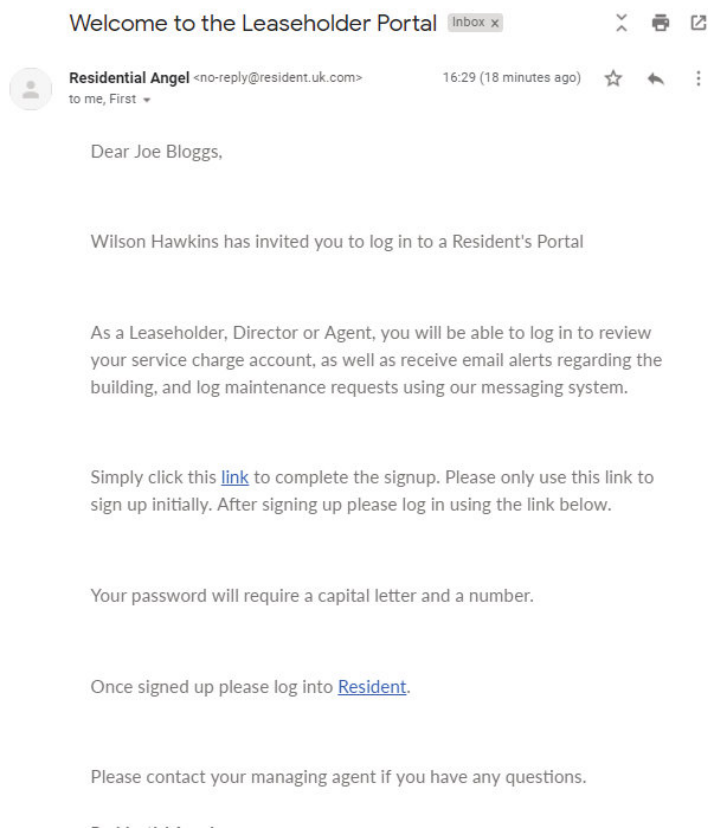 Welcome to the Leaseholder Portal Inbox x
Residential Angel <no-reply@resident.uk.com> 16:29 (18 minutes ago)
to me, First
Dear Joe Bloggs,
Wilson Hawkins has invited you to log in to a Resident's Portal
As a Leaseholder, Director or Agent, you will be able to log in to review
your service charge account, as well as receive email alerts regarding the
building, and log maintenance requests using our messaging system.
Simply click this link to complete the signup. Please only use this link to
sign up initially. After signing up please log in using the link below.
Your password will require a capital letter and a number.
Once signed up please log into Resident.
Please contact your managing agent if you have any questions.